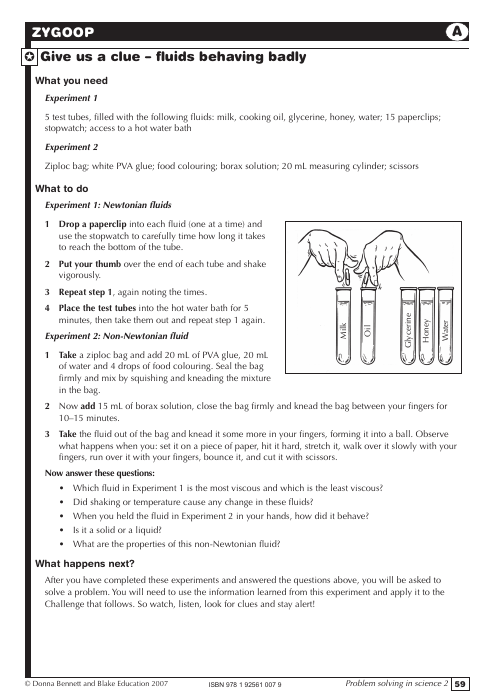 ZYGOOP
A
Give us a clue – fluids behaving badly
What you need
Experiment 1
5 test tubes, filled with the following fluids: milk, cooking oil, glycerine, honey, water; 15 paperclips;
stopwatch; access to a hot water bath
Experiment 2
Ziploc bag; white PVA glue; food colouring; borax solution; 20 mL measuring cylinder; scissors
What to do
Experiment 1: Newtonian fluids
1 Drop a paperclip into each fluid (one at a time) and
use the stopwatch to carefully time how long it takes
to reach the bottom of the tube.
2 Put your thumb over the end of each tube and shake
vigorously.
3 Repeat step 1, again noting the times.
4 Place the test tubes into the hot water bath for 5
minutes, then take them out and repeat step 1 again.
Milk
Oil
Glycerine
Honey
Water
Experiment 2: Non-Newtonian fluid
1 Take a ziploc bag and add 20 mL of PVA glue, 20 mL
of water and 4 drops of food colouring. Seal the bag
firmly and mix by squishing and kneading the mixture
in the bag.
2 Now add 15 mL of borax solution, close the bag firmly and knead the bag between your fingers for
10–15 minutes.
3 Take the fluid out of the bag and knead it some more in your fingers, forming it into a ball. Observe
what happens when you: set it on a piece of paper, hit it hard, stretch it, walk over it slowly with your
fingers, run over it with your fingers, bounce it, and cut it with scissors.
Now answer these questions:
• Which fluid in Experiment 1 is the most viscous and which is the least viscous?
• Did shaking or temperature cause any change in these fluids?
• When you held the fluid in Experiment 2 in your hands, how did it behave?
• Is it a solid or a liquid?
• What are the properties of this non-Newtonian fluid?
What happens next?
After you have completed these experiments and answered the questions above, you will be asked to
solve a problem. You will need to use the information learned from this experiment and apply it to the
Challenge that follows. So watch, listen, look for clues and stay alert!
© Donna Bennett and Blake Education 2007
ISBN 978 1 92561 007 9
Problem solving in science 2 59